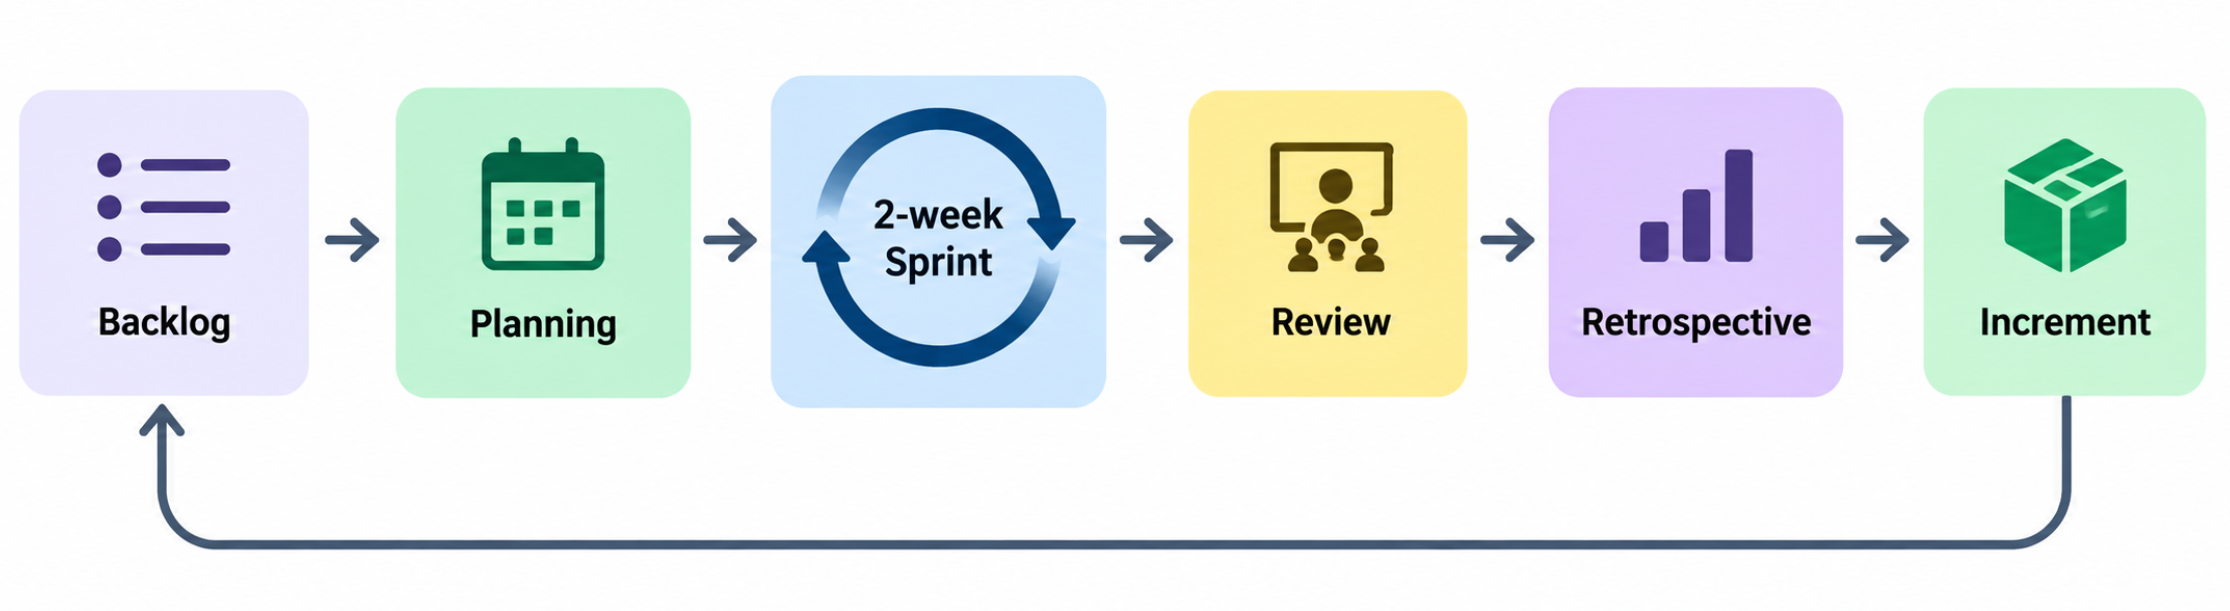 Backlog
Planning
2-week
Sprint
Review
Retrospective
Increment